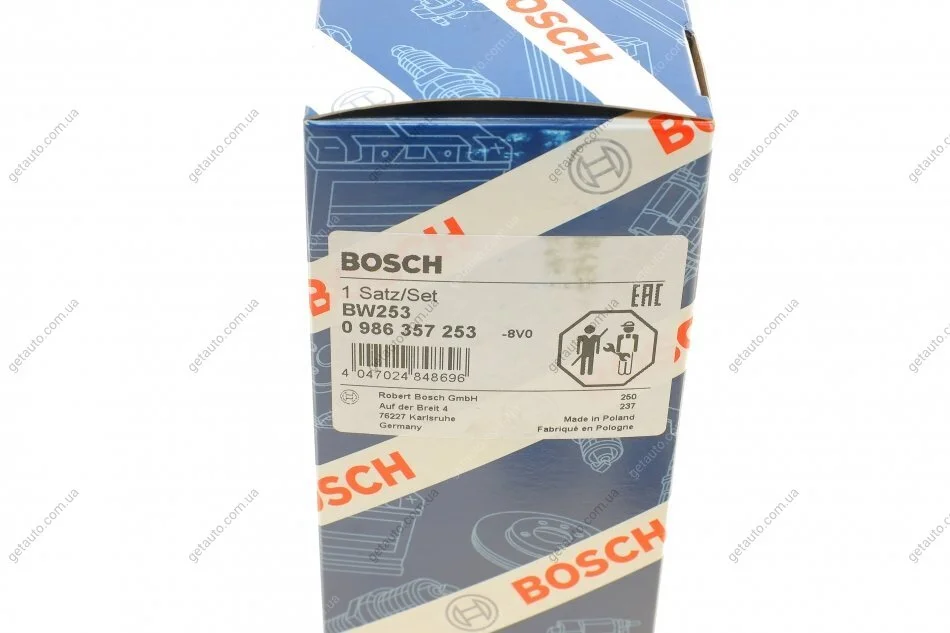 BOSCH
BOSCH
1 Satz/Set
EAC
BW253
0 986 357 253 -8V0
4 047024 848696
Robert Bosch GmbH
Auf der Breit 4
76227 Karlsruhe
Germany
250
237
Made in Poland
Fabriqué en Pologne
BOSCH
BOSCH
getauto.com.ua